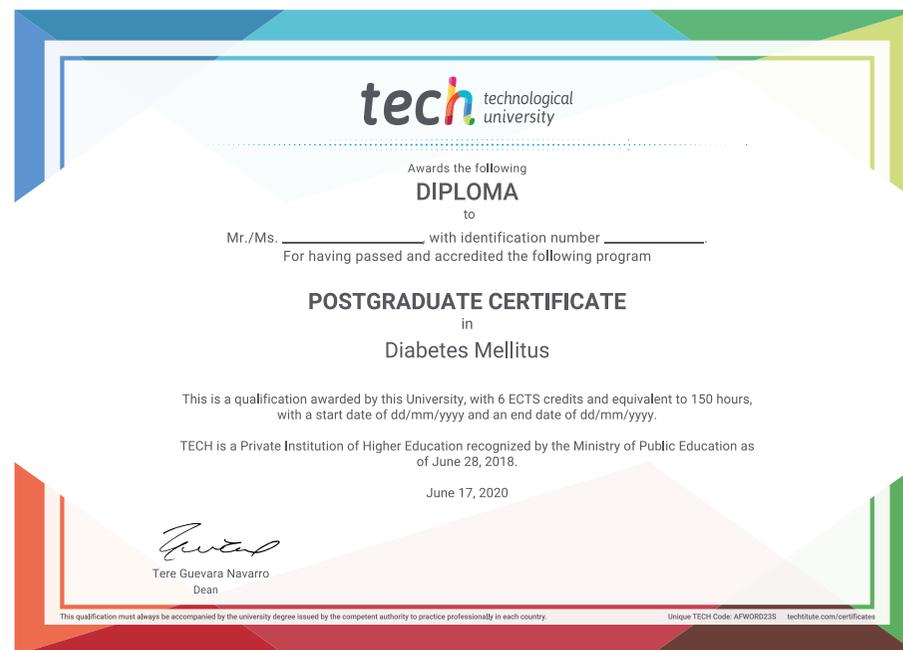 tech technological
university
Awards the following
DIPLOMA
to
Mr./Ms. ____________, with identification number ____________.
For having passed and accredited the following program
POSTGRADUATE CERTIFICATE
in
Diabetes Mellitus
This is a qualification awarded by this University, with 6 ECTS credits and equivalent to 150 hours,
with a start date of dd/mm/yyyy and an end date of dd/mm/yyyy.
TECH is a Private Institution of Higher Education recognized by the Ministry of Public Education as
of June 28, 2018.
June 17, 2020
Tere Guevara Navarro
Dean
This qualification must always be accompanied by the university degree issued by the competent authority to practice professionally in each country.
Unique TECH Code: AFWORD23S techtitute.com/certificates